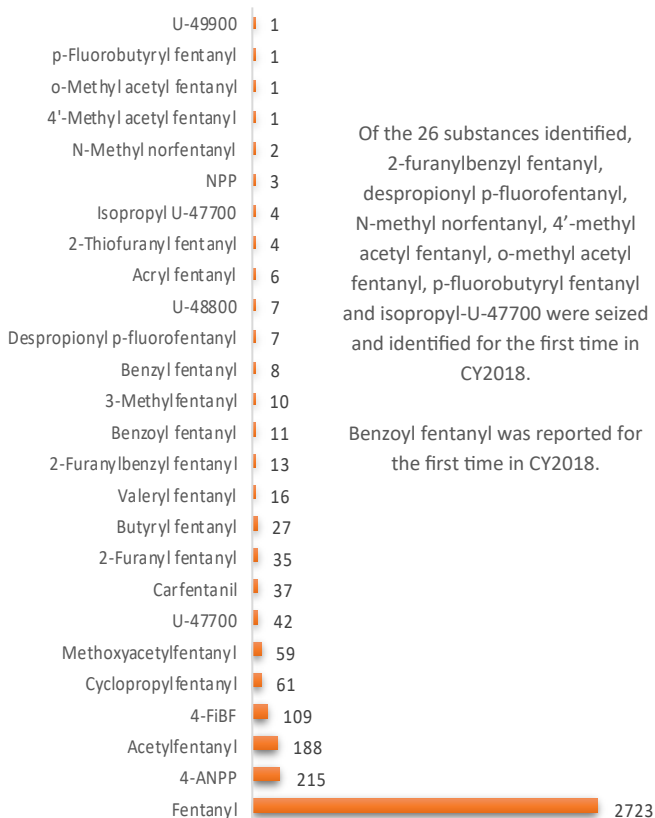 U-49900 1
p-Fluorobutyryl fentanyl 1
o-Methyl acetyl fentanyl 1
4'-Methyl acetyl fentanyl 1
N-Methyl norfentanyl 2
NPP 3
Isopropyl U-47700 4
2-Thiofuranyl fentanyl 4
Acryl fentanyl 6
U-48800 7
Despropionyl p-fluorofentanyl 7
Benzyl fentanyl 8
3-Methylfentanyl 10
Benzoyl fentanyl 11
2-Furanylbenzyl fentanyl 13
Valeryl fentanyl 16
Butyryl fentanyl 27
2-Furanyl fentanyl 35
Carfentanil 37
U-47700 42
Methoxyacetylfentanyl 59
Cyclopropylfentanyl 61
4-FiBF 109
Acetylfentanyl 188
4-ANPP 215
Fentanyl 2723
Of the 26 substances identified,
2-furanylbenzyl fentanyl,
despropionyl p-fluorofentanyl,
N-methyl norfentanyl, 4’-methyl
acetyl fentanyl, o-methyl acetyl
fentanyl, p-fluorobutyryl fentanyl
and isopropyl-U-47700 were seized
and identified for the first time in
CY2018.
Benzoyl fentanyl was reported for
the first time in CY2018.